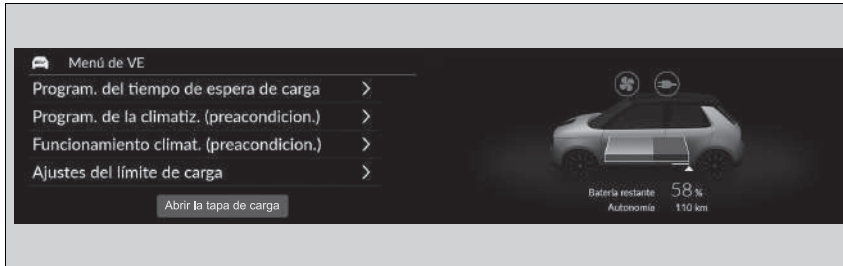 Menú de VE
Program. del tiempo de espera de carga
Program. de la climatiz. (preacondicion.)
Funcionamiento climat. (preacondicion.)
Ajustes del límite de carga
Abrir la tapa de carga
Batería restante 58 %
Autonomía 110 km